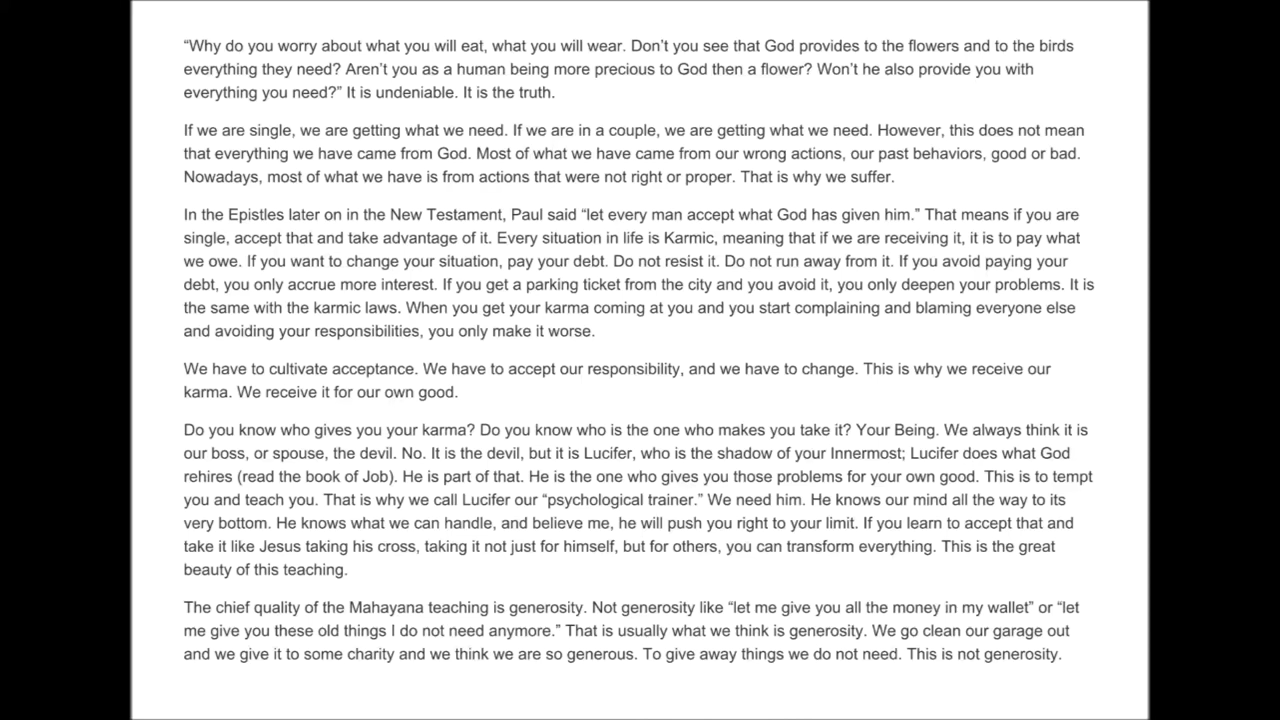 “Why do you worry about what you will eat, what you will wear. Don’t you see that God provides to the flowers and to the birds
everything they need? Aren’t you as a human being more precious to God then a flower? Won’t he also provide you with
everything you need?” It is undeniable. It is the truth.
If we are single, we are getting what we need. If we are in a couple, we are getting what we need. However, this does not mean
that everything we have came from God. Most of what we have came from our wrong actions, our past behaviors, good or bad.
Nowadays, most of what we have is from actions that were not right or proper. That is why we suffer.
In the Epistles later on in the New Testament, Paul said “let every man accept what God has given him.” That means if you are
single, accept that and take advantage of it. Every situation in life is Karmic, meaning that if we are receiving it, it is to pay what
we owe. If you want to change your situation, pay your debt. Do not resist it. Do not run away from it. If you avoid paying your
debt, you only accrue more interest. If you get a parking ticket from the city and you avoid it, you only deepen your problems. It is
the same with the karmic laws. When you get your karma coming at you and you start complaining and blaming everyone else
and avoiding your responsibilities, you only make it worse.
We have to cultivate acceptance. We have to accept our responsibility, and we have to change. This is why we receive our
karma. We receive it for our own good.
Do you know who gives you your karma? Do you know who is the one who makes you take it? Your Being. We always think it is
our boss, or spouse, the devil. No. It is the devil, but it is Lucifer, who is the shadow of your Innermost; Lucifer does what God
rehires (read the book of Job). He is part of that. He is the one who gives you those problems for your own good. This is to tempt
you and teach you. That is why we call Lucifer our “psychological trainer.” We need him. He knows our mind all the way to its
very bottom. He knows what we can handle, and believe me, he will push you right to your limit. If you learn to accept that and
take it like Jesus taking his cross, taking it not just for himself, but for others, you can transform everything. This is the great
beauty of this teaching.
The chief quality of the Mahayana teaching is generosity. Not generosity like “let me give you all the money in my wallet” or “let
me give you these old things I do not need anymore.” That is usually what we think is generosity. We go clean our garage out
and we give it to some charity and we think we are so generous. To give away things we do not need. This is not generosity.